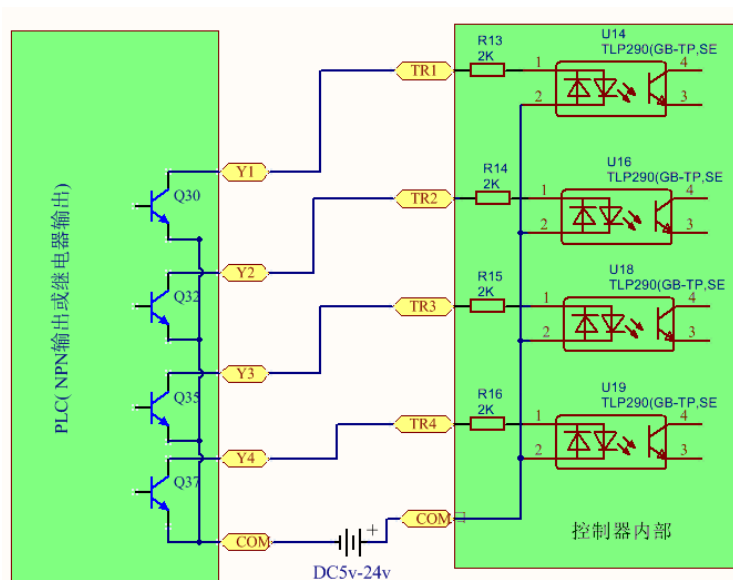 PLC( NPN输出或继电器输出)
Q30
Q32
Q35
Q37
Y1
Y2
Y3
Y4
COM
+
DC5v-24v
TR1
TR2
TR3
TR4
COM
R13
2K
R14
2K
R15
2K
R16
2K
U14
TLP290(GB-TP,SE
1
2
4
3
U16
TLP290(GB-TP,SE
1
2
4
3
U18
TLP290(GB-TP,SE
1
2
4
3
U19
TLP290(GB-TP,SE
1
2
4
3
控制器内部